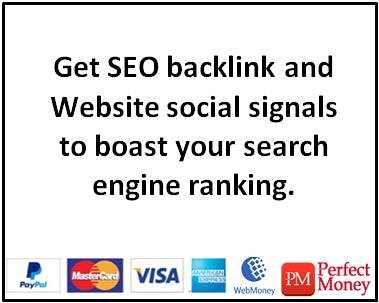 Get SEO backlink and
Website social signals
to boast your search
engine ranking.
PayPal
MasterCard
VISA
AMERICAN
EXPRESS
WebMoney
PM
Perfect
Money